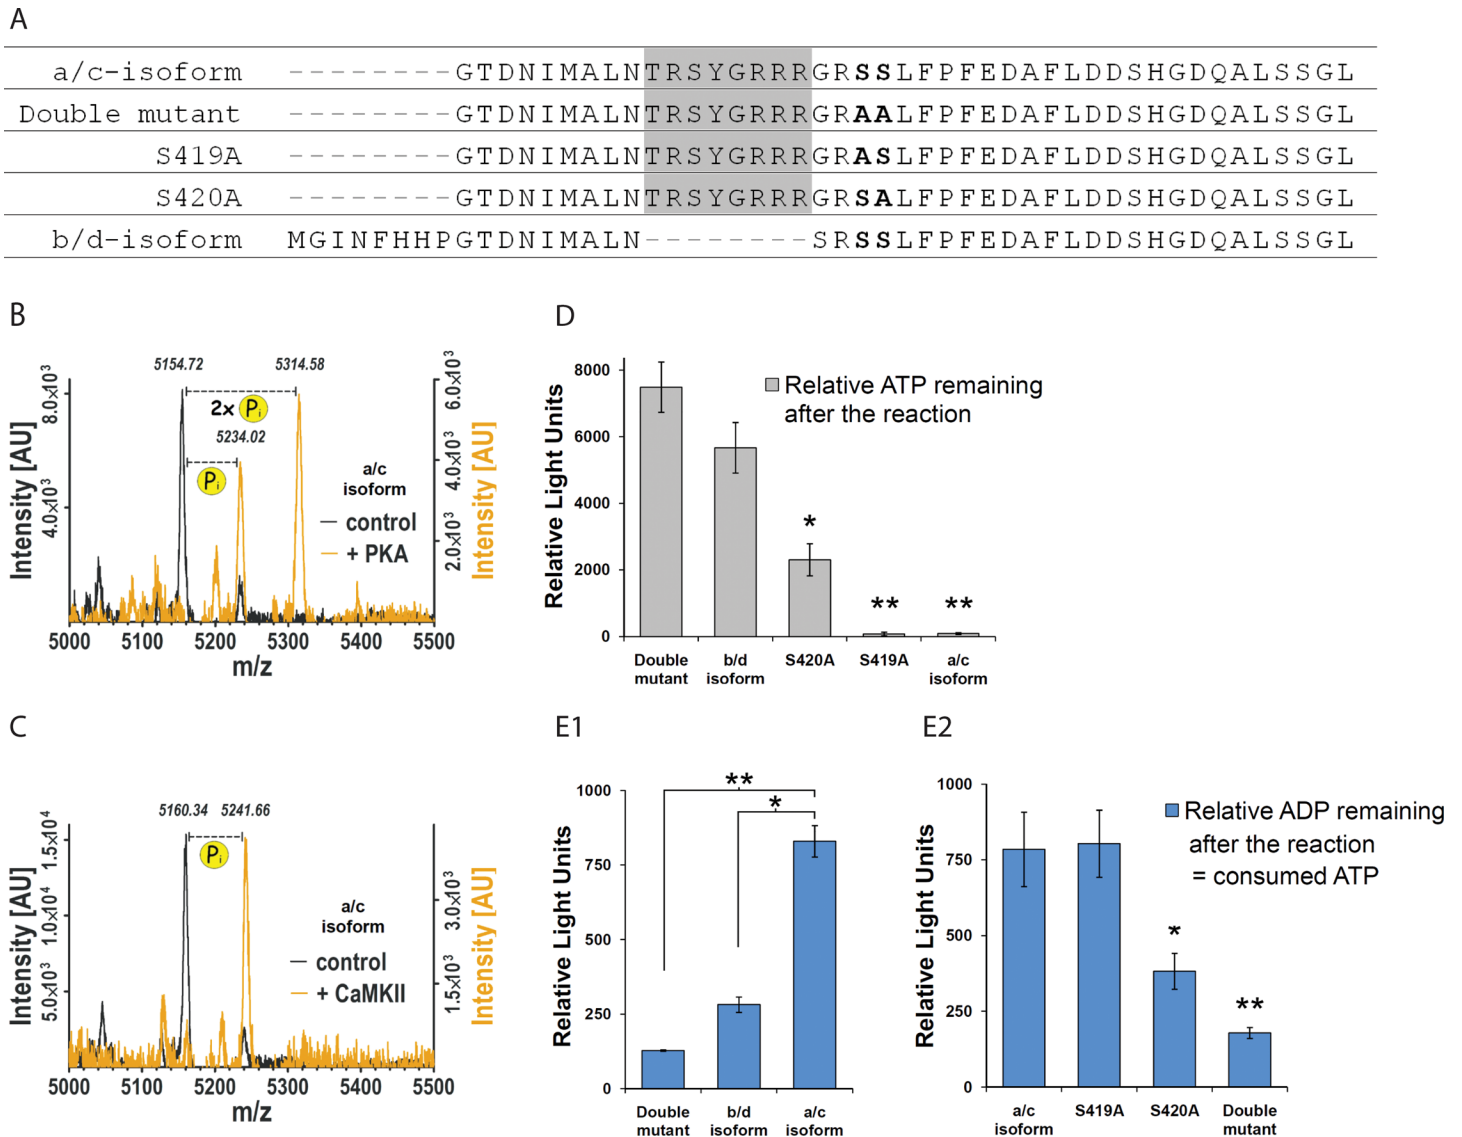 A
a/c-isoform --------GTDNIMALNTRSYGRRRGRSSLFPFEDAFLDDSHGDQALSSGL
Double mutant --------GTDNIMALNTRSYGRRRGRAALFPFEDAFLDDSHGDQALSSGL
S419A --------GTDNIMALNTRSYGRRRGRASLFPFEDAFLDDSHGDQALSSGL
S420A --------GTDNIMALNTRSYGRRRGRSALFPFEDAFLDDSHGDQALSSGL
b/d-isoform MGINFHHPGTDNIMALN--------SRSSLFPFEDAFLDDSHGDQALSSGL
B
5154.72 5314.58
2x Pi
5234.02
Pi
a/c
isoform
control
+ PKA
Intensity [AU]
8.0x10³
4.0x10³
6.0x10³
4.0x10³
2.0x10³
Intensity [AU]
5000 5100 5200 5300 5400 5500
m/z
C
5160.34 5241.66
Pi
a/c
isoform
control
+ CaMKII
Intensity [AU]
1.5x10⁴
1.0x10⁴
5.0x10³
3.0x10³
1.5x10³
Intensity [AU]
5000 5100 5200 5300 5400 5500
m/z
D
Relative Light Units
8000
6000
4000
2000
0
Relative ATP remaining
after the reaction
*
** **
Double b/d S420A S419A a/c
mutant isoform isoform
E1
Relative Light Units
1000
750
500
250
0
**
*
Double b/d a/c
mutant isoform isoform
E2
Relative Light Units
1000
750
500
250
0
Relative ADP remaining
after the reaction
= consumed ATP
*
**
a/c S419A S420A Double
isoform mutant